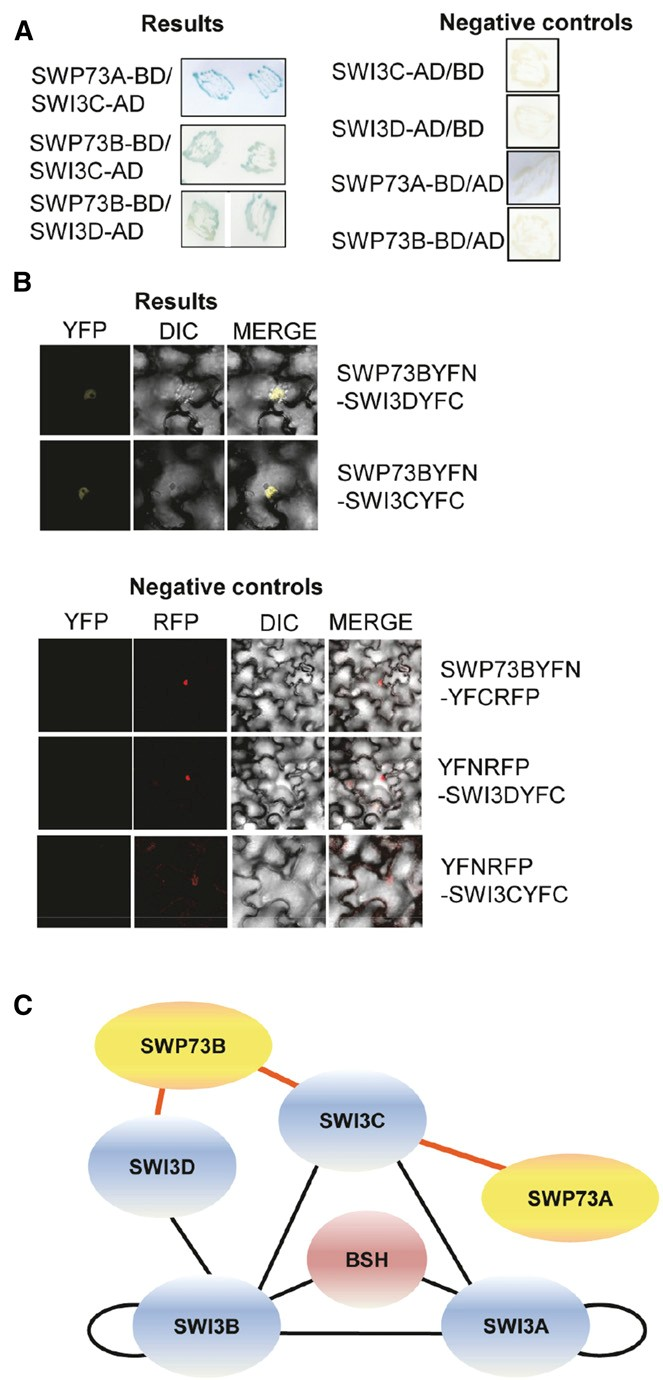 A
Results
Negative controls
SWP73A-BD/
SWI3C-AD
SWP73B-BD/
SWI3C-AD
SWP73B-BD/
SWI3D-AD
SWI3C-AD/BD
SWI3D-AD/BD
SWP73A-BD/AD
SWP73B-BD/AD
B
Results
YFP DIC MERGE
SWP73BYFN
-SWI3DYFC
SWP73BYFN
-SWI3CYFC
Negative controls
YFP RFP DIC MERGE
SWP73BYFN
-YFCRFP
YFNRFP
-SWI3DYFC
YFNRFP
-SWI3CYFC
C
SWP73B
SWI3C
SWI3D
SWP73A
BSH
SWI3B
SWI3A